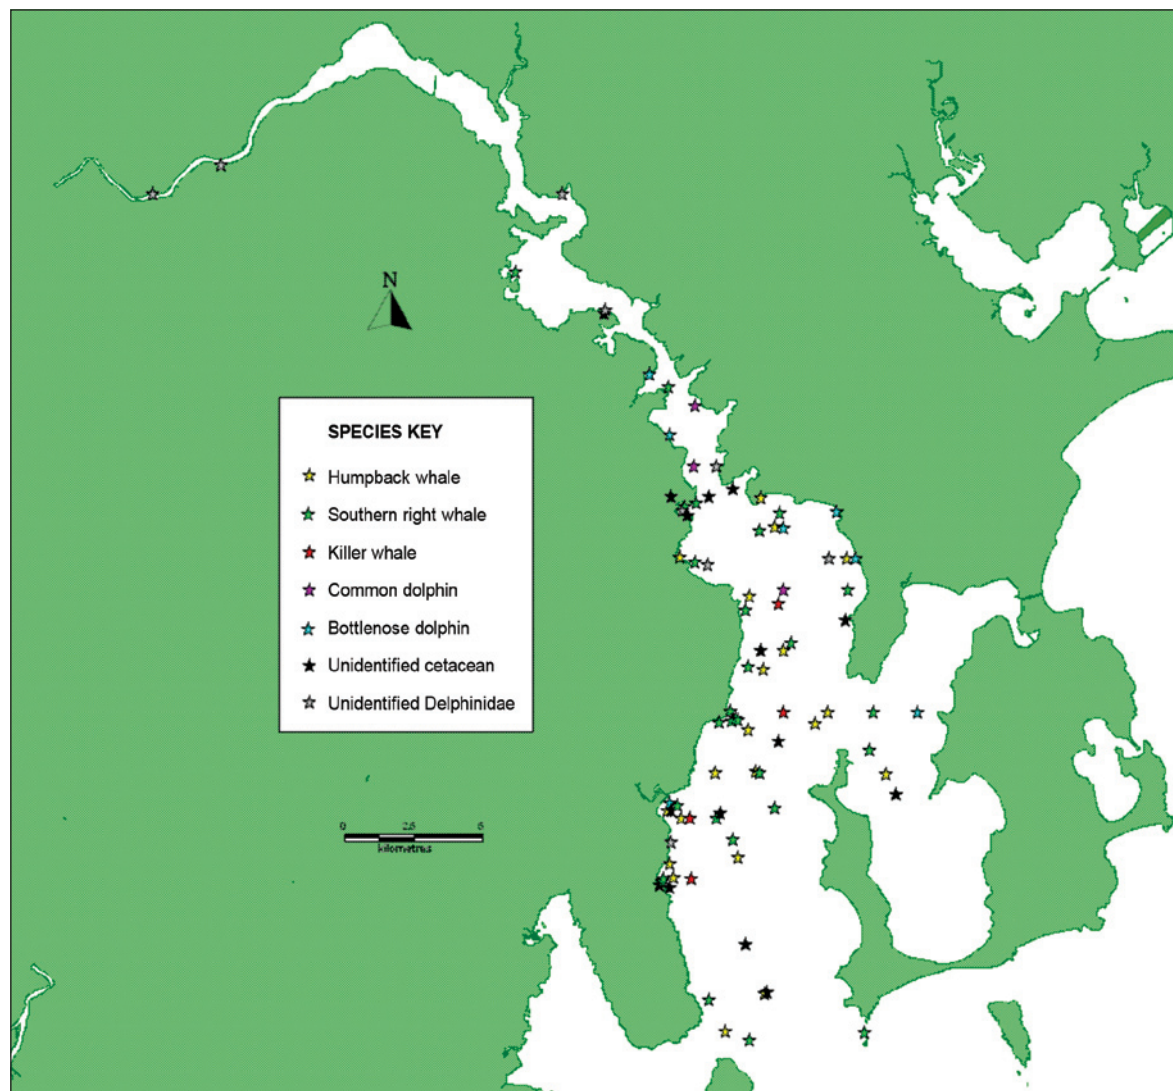 N
SPECIES KEY
Humpback whale
Southern right whale
Killer whale
Common dolphin
Bottlenose dolphin
Unidentified cetacean
Unidentified Delphinidae
0 2.5 5
kilometres